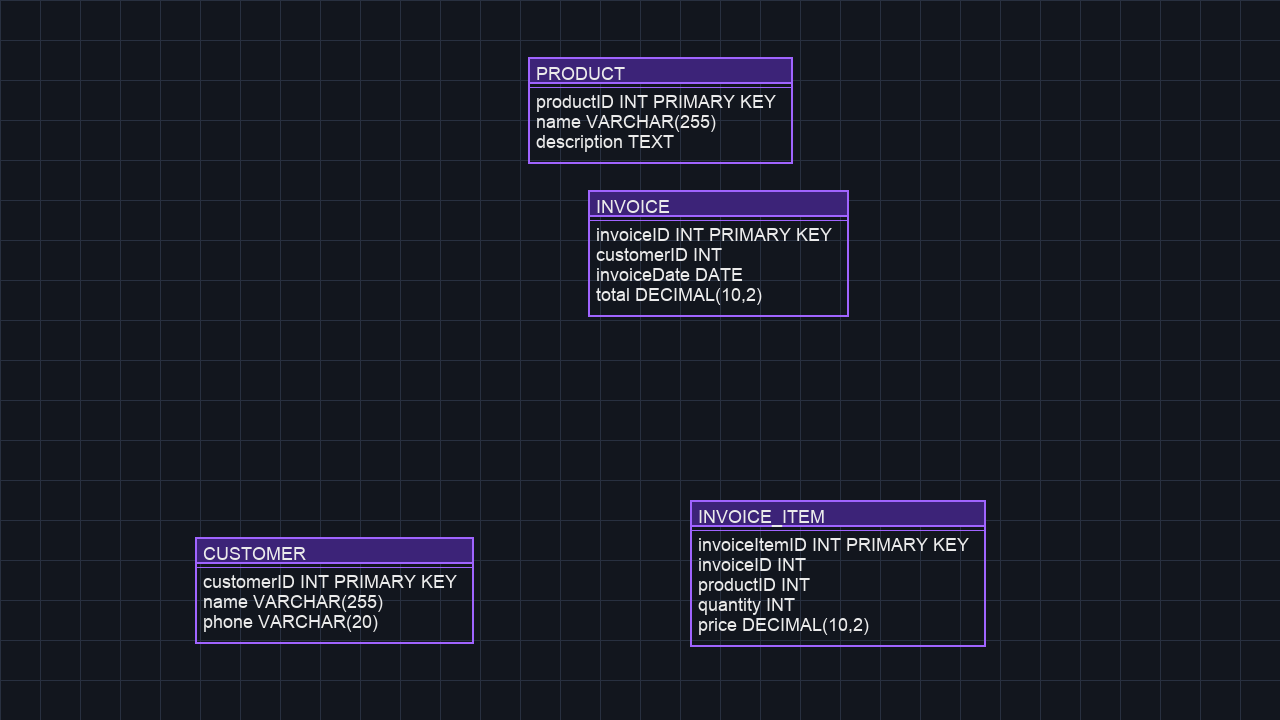 PRODUCT
productID INT PRIMARY KEY
name VARCHAR(255)
description TEXT
INVOICE
invoiceID INT PRIMARY KEY
customerID INT
invoiceDate DATE
total DECIMAL(10,2)
CUSTOMER
customerID INT PRIMARY KEY
name VARCHAR(255)
phone VARCHAR(20)
INVOICE_ITEM
invoiceItemID INT PRIMARY KEY
invoiceID INT
productID INT
quantity INT
price DECIMAL(10,2)